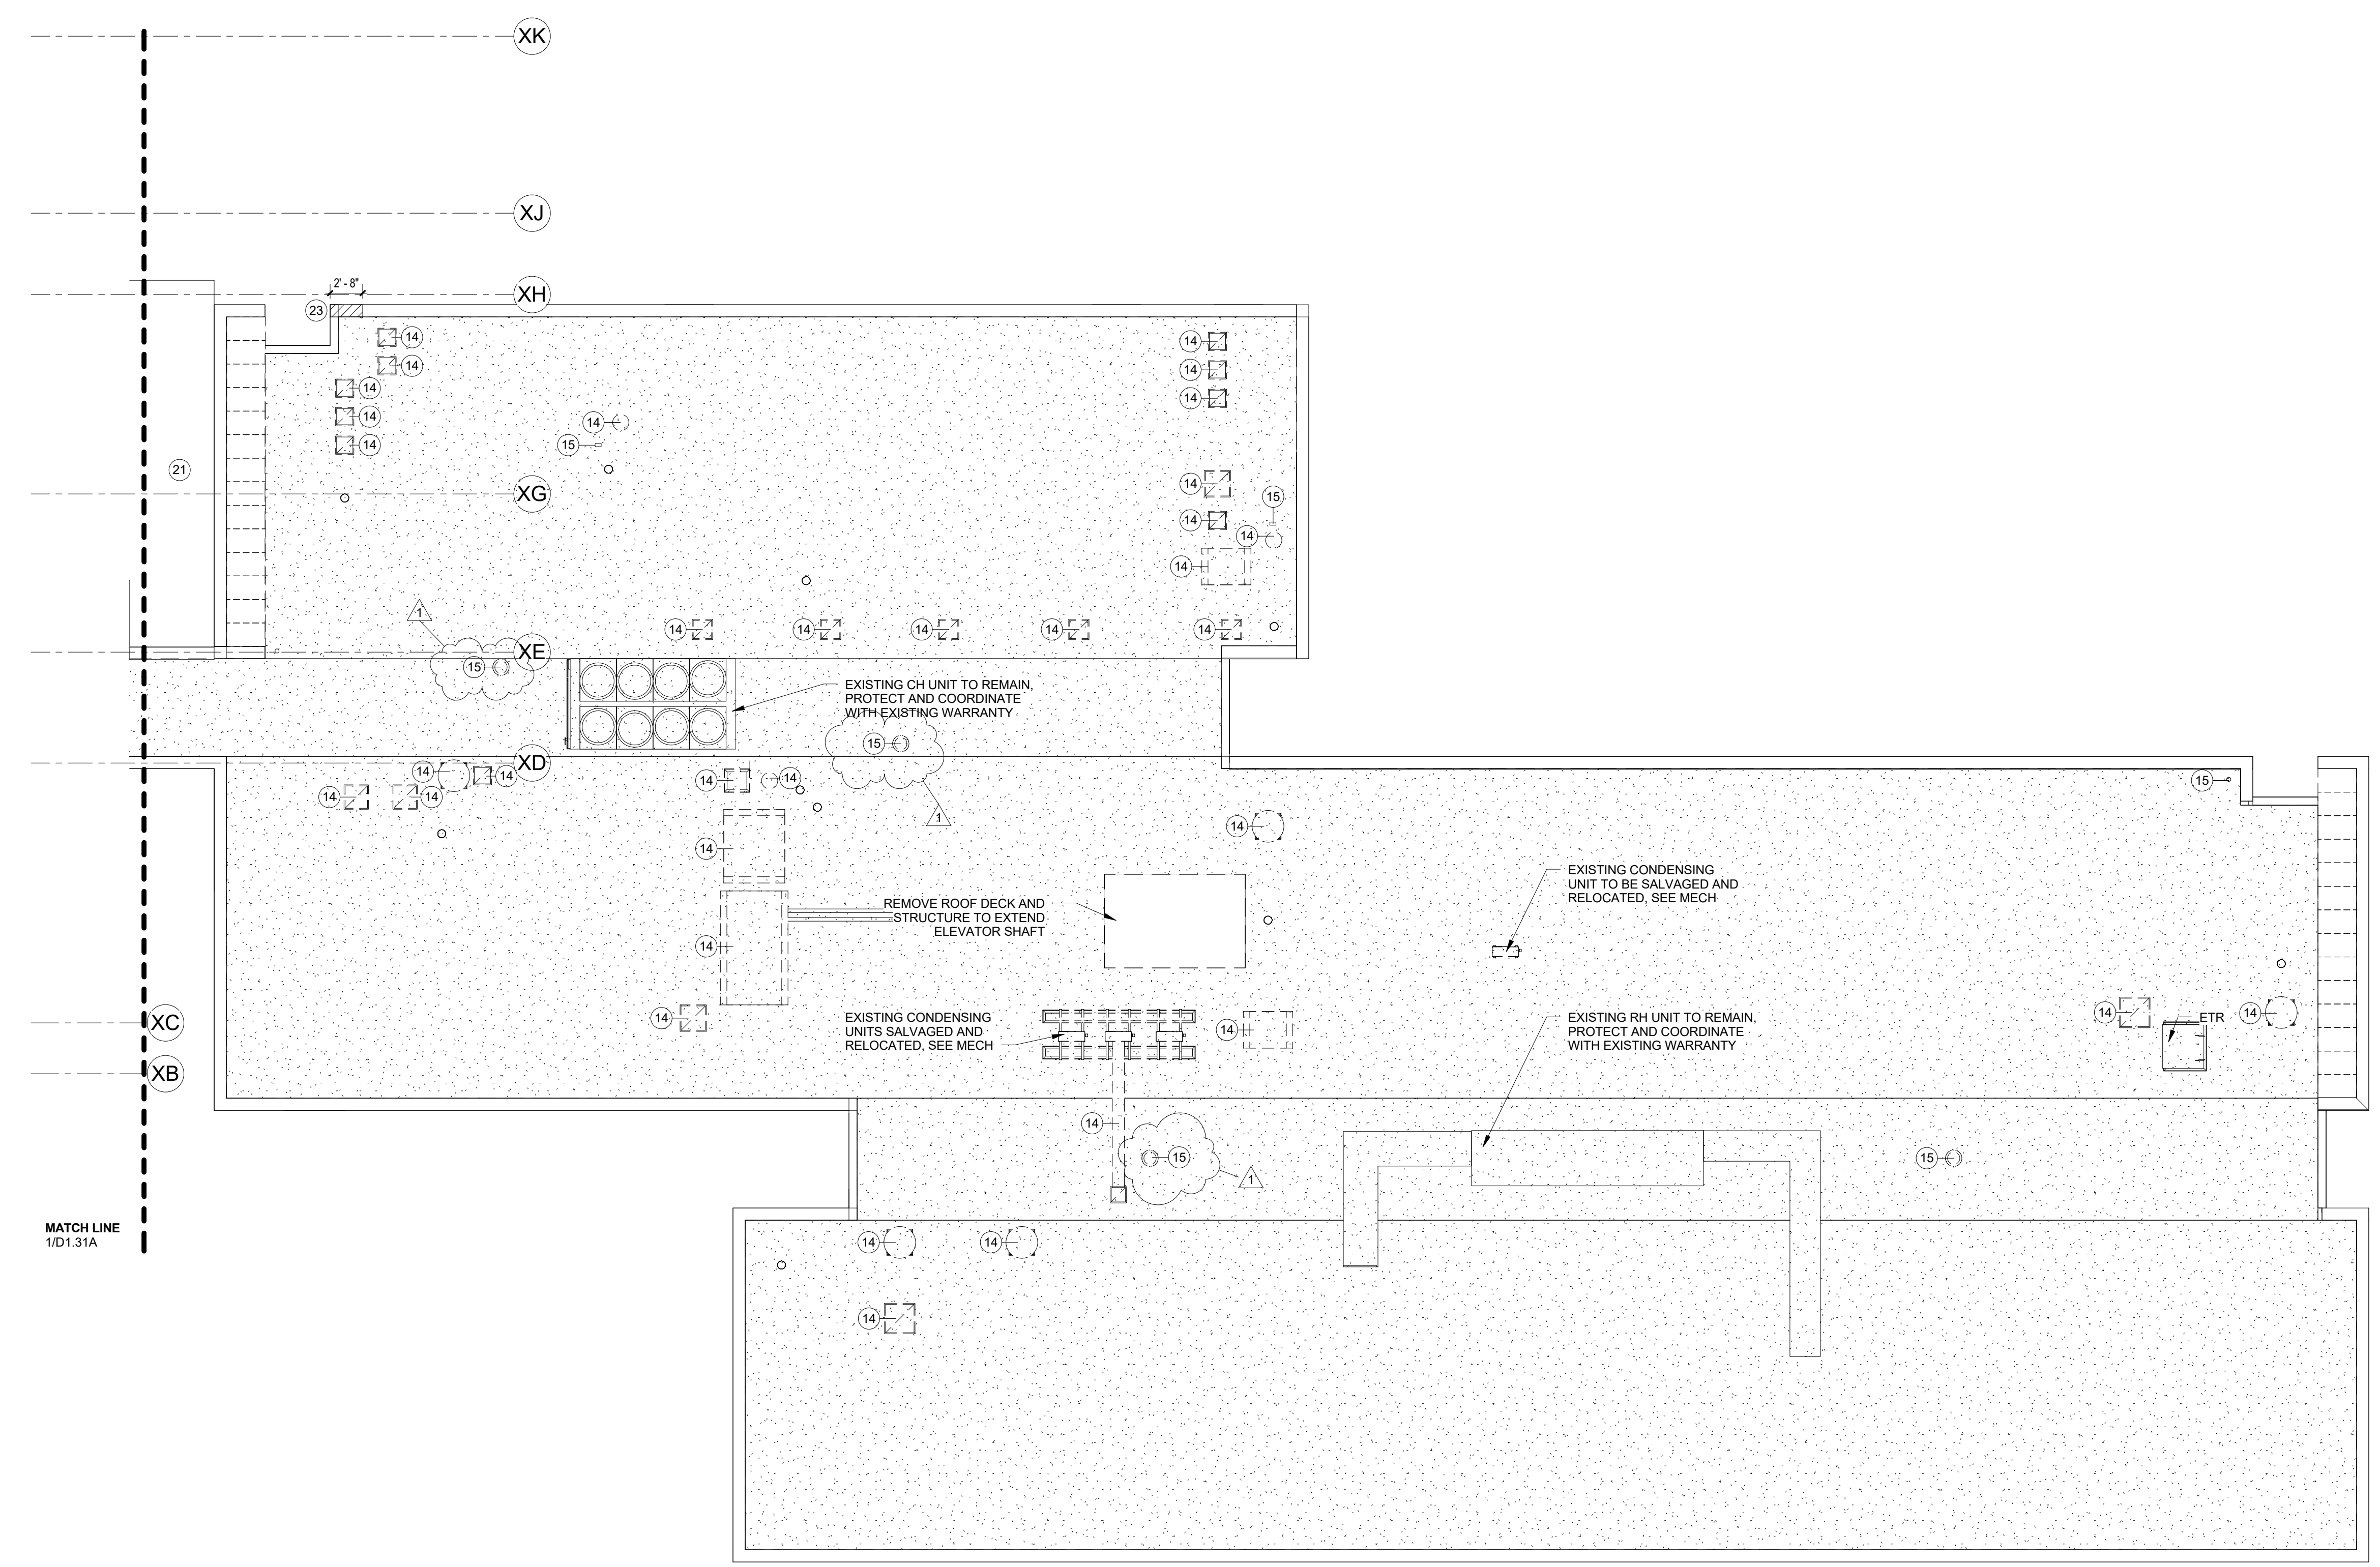 XK
XJ
2' - 8"
XH
23
14
14
14
14
14
14
14
14
14
15
21
14
XG
15
14
14
14
1
14
14
14
14
14
XE
15
EXISTING CH UNIT TO REMAIN,
PROTECT AND COORDINATE
WITH EXISTING WARRANTY
15
XD
14
14
14
14
15
14
14
1
14
14
EXISTING CONDENSING
UNIT TO BE SALVAGED AND
RELOCATED, SEE MECH
REMOVE ROOF DECK AND
STRUCTURE TO EXTEND
ELEVATOR SHAFT
14
XC
14
EXISTING CONDENSING
UNITS SALVAGED AND
RELOCATED, SEE MECH
14
EXISTING RH UNIT TO REMAIN,
PROTECT AND COORDINATE
WITH EXISTING WARRANTY
14
ETR
14
XB
14
15
1
15
MATCH LINE
1/D1.31A
14
14
14